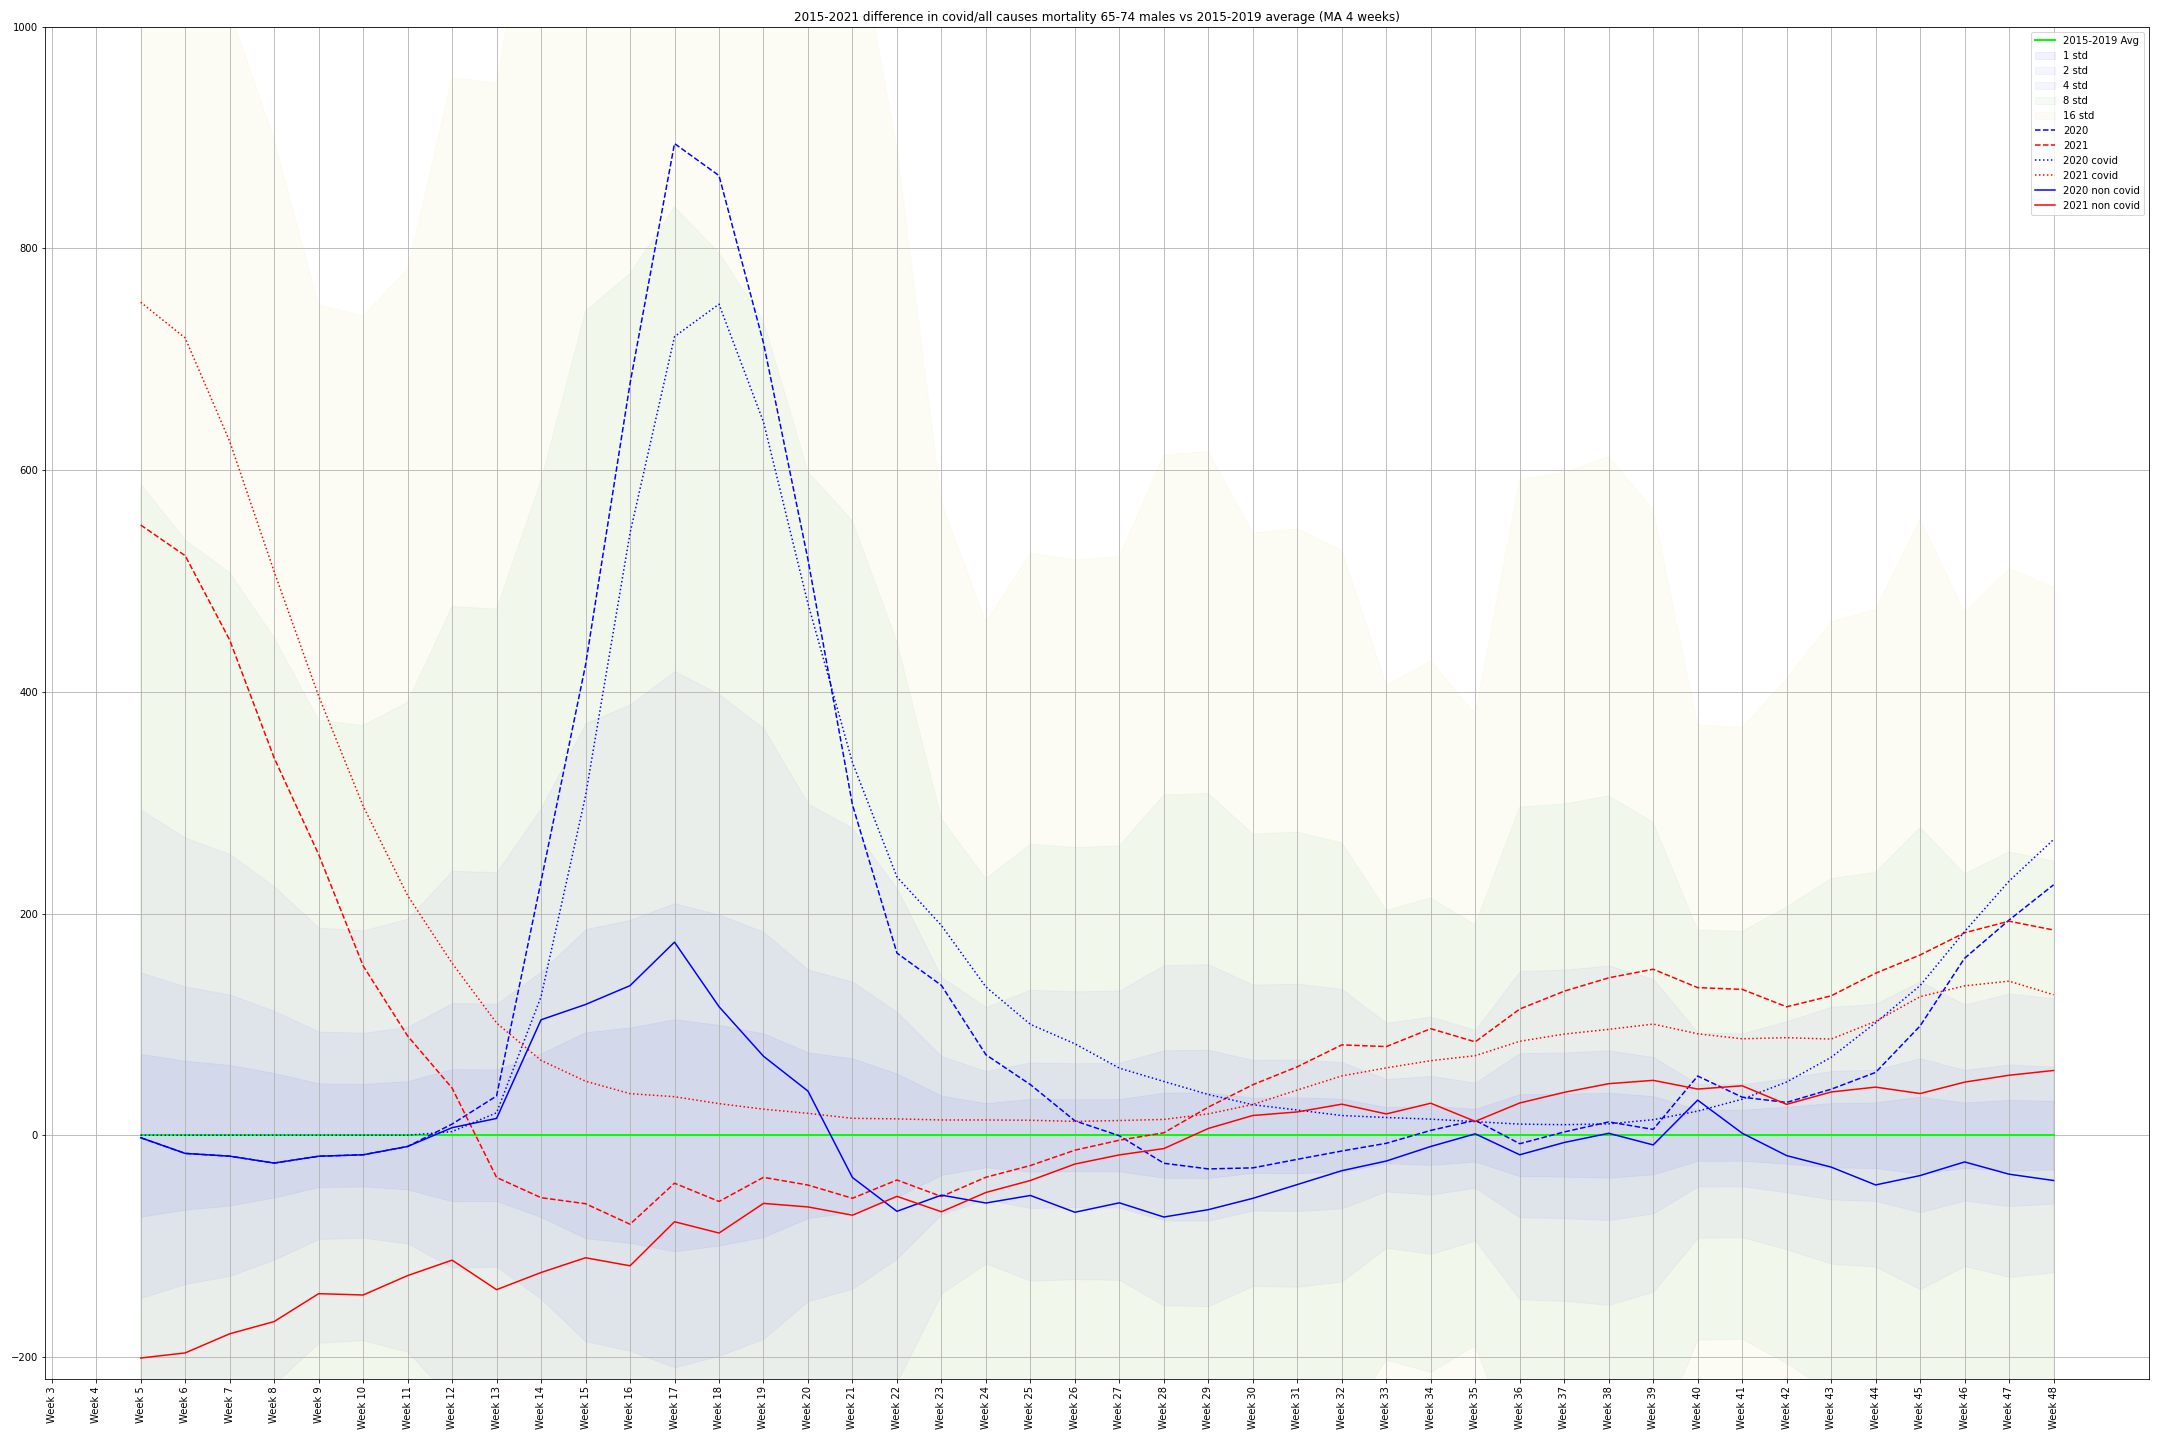 2015-2021 difference in covid/all causes mortality 65-74 males vs 2015-2019 average (MA 4 weeks)
1000
800
600
400
200
0
−200
2015-2019 Avg
1 std
2 std
4 std
8 std
16 std
2020
2021
2020 covid
2021 covid
2020 non covid
2021 non covid
Week 3
Week 4
Week 5
Week 6
Week 7
Week 8
Week 9
Week 10
Week 11
Week 12
Week 13
Week 14
Week 15
Week 16
Week 17
Week 18
Week 19
Week 20
Week 21
Week 22
Week 23
Week 24
Week 25
Week 26
Week 27
Week 28
Week 29
Week 30
Week 31
Week 32
Week 33
Week 34
Week 35
Week 36
Week 37
Week 38
Week 39
Week 40
Week 41
Week 42
Week 43
Week 44
Week 45
Week 46
Week 47
Week 48